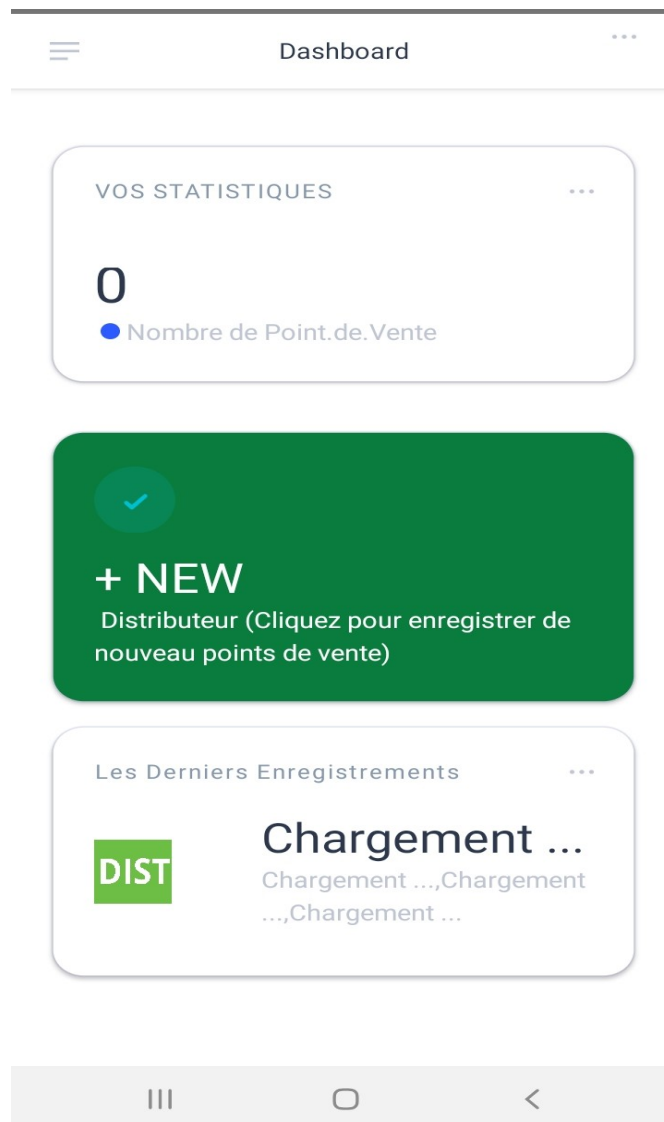 Dashboard
VOS STATISTIQUES
0
Nombre de Point.de.Vente
+ NEW
Distributeur (Cliquez pour enregistrer de
nouveau points de vente)
Les Derniers Enregistrements
DIST
Chargement ...
Chargement ...,Chargement
...,Chargement ...